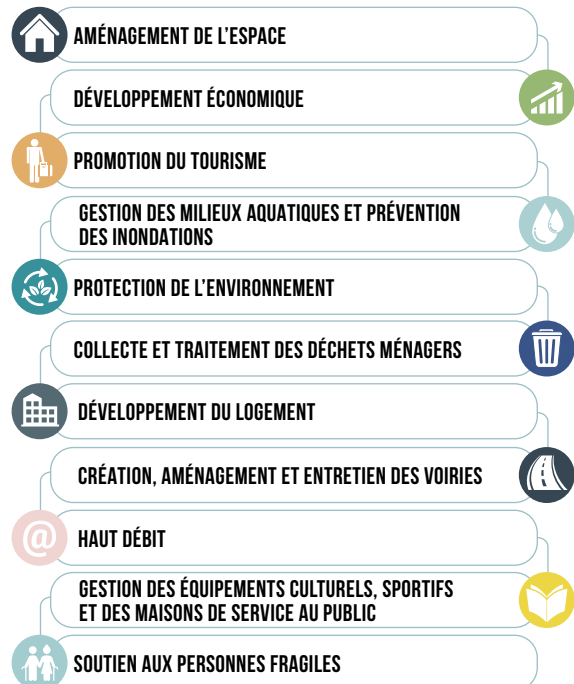 AMÉNAGEMENT DE L'ESPACE
DÉVELOPPEMENT ÉCONOMIQUE
PROMOTION DU TOURISME
GESTION DES MILIEUX AQUATIQUES ET PRÉVENTION
DES INONDATIONS
PROTECTION DE L'ENVIRONNEMENT
COLLECTE ET TRAITEMENT DES DÉCHETS MÉNAGERS
DÉVELOPPEMENT DU LOGEMENT
CRÉATION, AMÉNAGEMENT ET ENTRETIEN DES VOIRIES
@ HAUT DÉBIT
GESTION DES ÉQUIPEMENTS CULTURELS, SPORTIFS
ET DES MAISONS DE SERVICE AU PUBLIC
SOUTIEN AUX PERSONNES FRAGILES